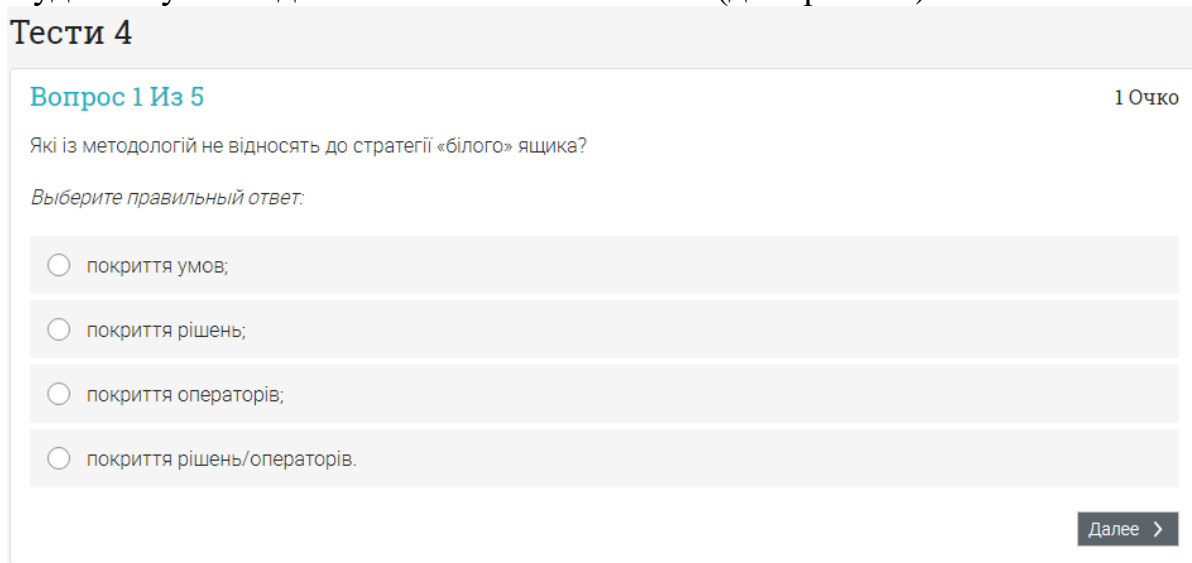 Тести 4
Вопрос 1 Из 5
1 Очко
Які із методологій не відносять до стратегії «білого» ящика?
Выберите правильный ответ:
покриття умов;
покриття рішень;
покриття операторів;
покриття рішень/операторів.
Далее